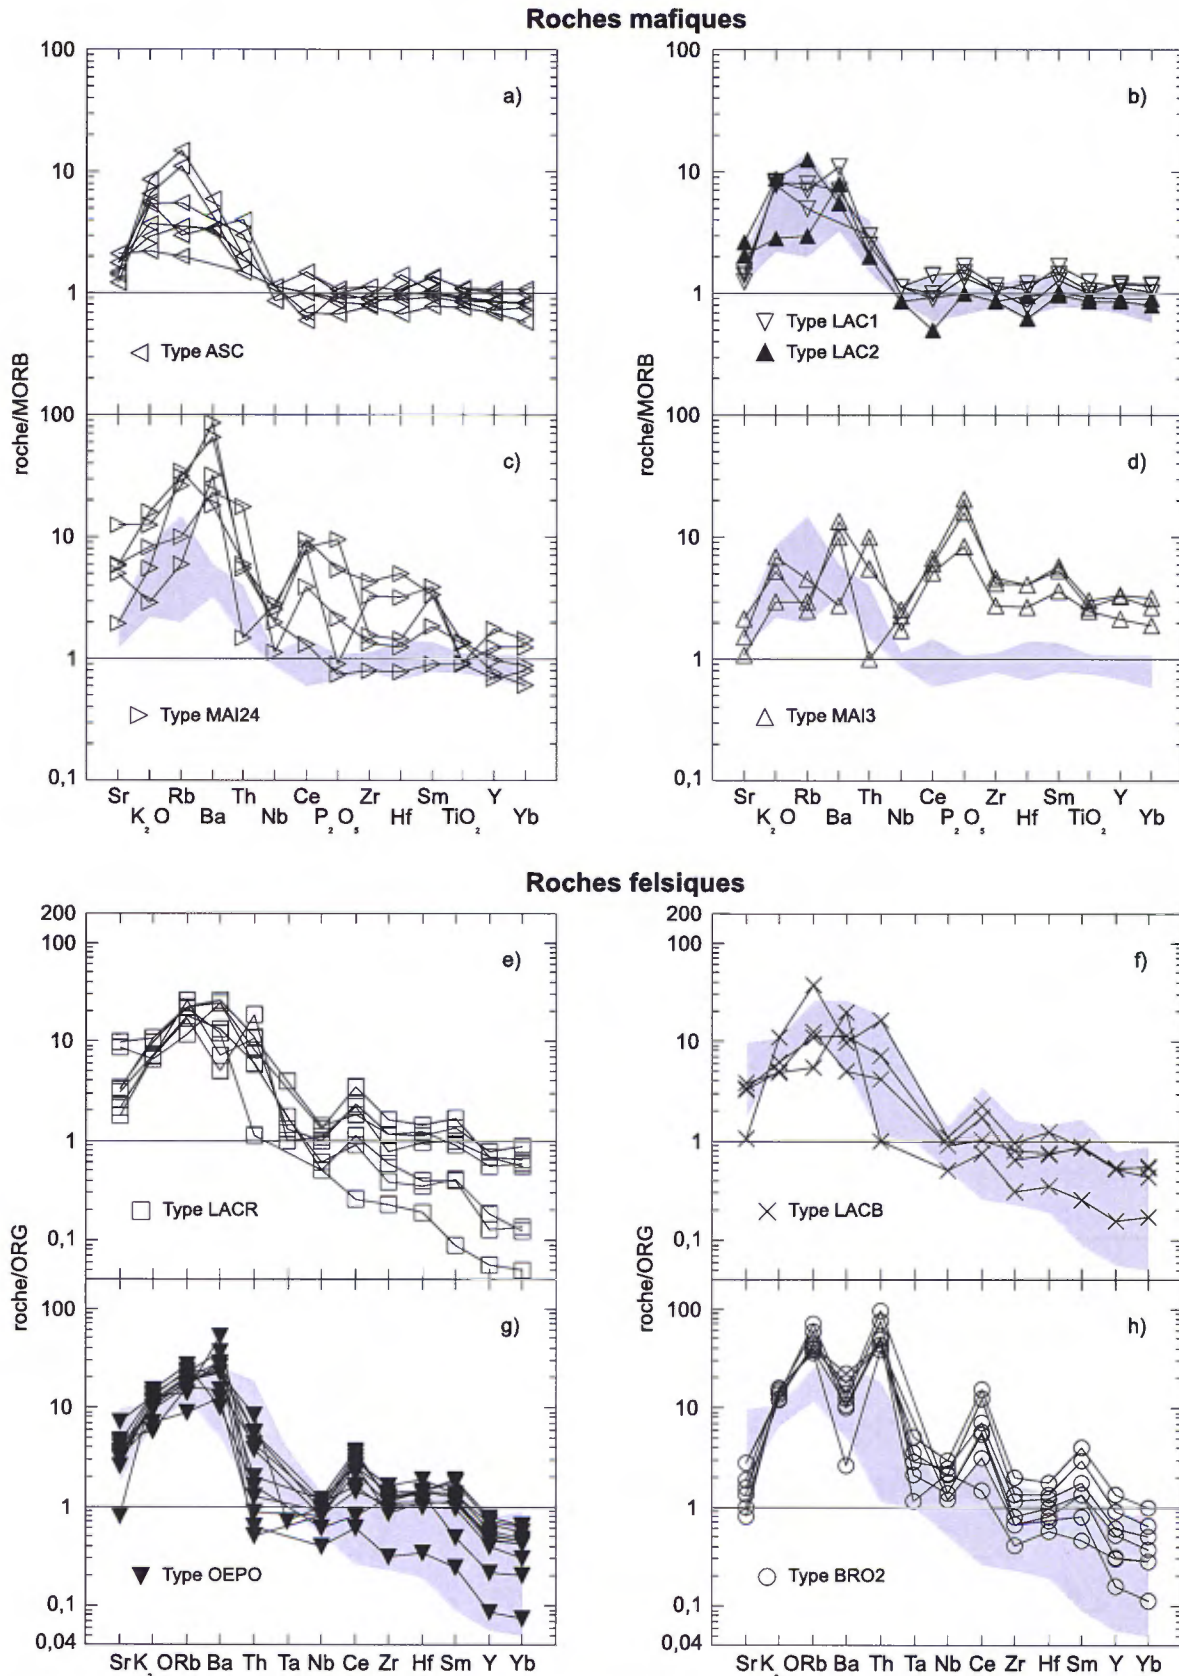 Roches mafiques
100
a)
10
1
Type ASC
100
b)
10
1
Type LAC1
Type LAC2
roche/MORB
roche/MORB
100
c)
10
1
Type MAI24
0,1
100
d)
10
1
Type MAI3
0,1
Sr Rb Th Ce Zr Sm Y
K₂O Ba Nb P₂O₅ Hf TiO₂ Yb
Sr Rb Th Ce Zr Sm Y
K₂O Ba Nb P₂O₅ Hf TiO₂ Yb
Roches felsiques
200
100
e)
10
1
Type LACR
0,1
200
100
f)
10
1
Type LACB
0,1
roche/ORG
roche/ORG
100
g)
10
1
Type OEPO
0,1
0,04
100
h)
10
1
Type BRO2
0,1
0,04
Sr K₂O Rb Ba Th Ta Nb Ce Zr Hf Sm Y Yb
Sr K₂O Rb Ba Th Ta Nb Ce Zr Hf Sm Y Yb